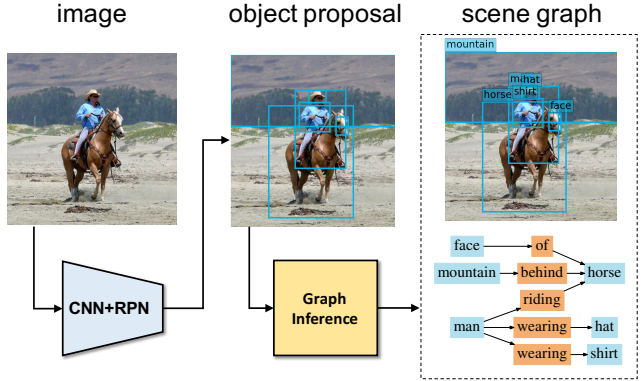 image
object proposal
scene graph
mountain
hat
shirt
horse
face
CNN+RPN
Graph
Inference
face
of
mountain
behind
horse
riding
man
wearing
hat
wearing
shirt